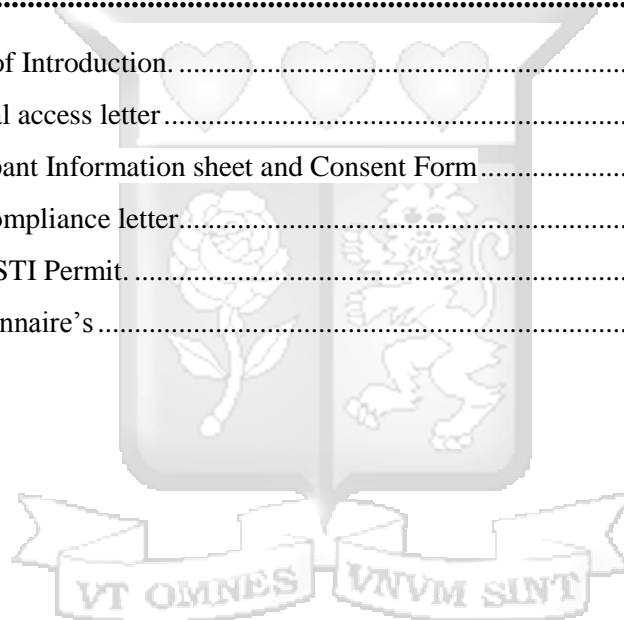 ................................................................................
of Introduction. ................................................................
al access letter ................................................................
pant Information sheet and Consent Form ....................
ompliance letter................................................................
STI Permit. ................................................................
nnaire’s ................................................................
VT OMNES VNVM SINT